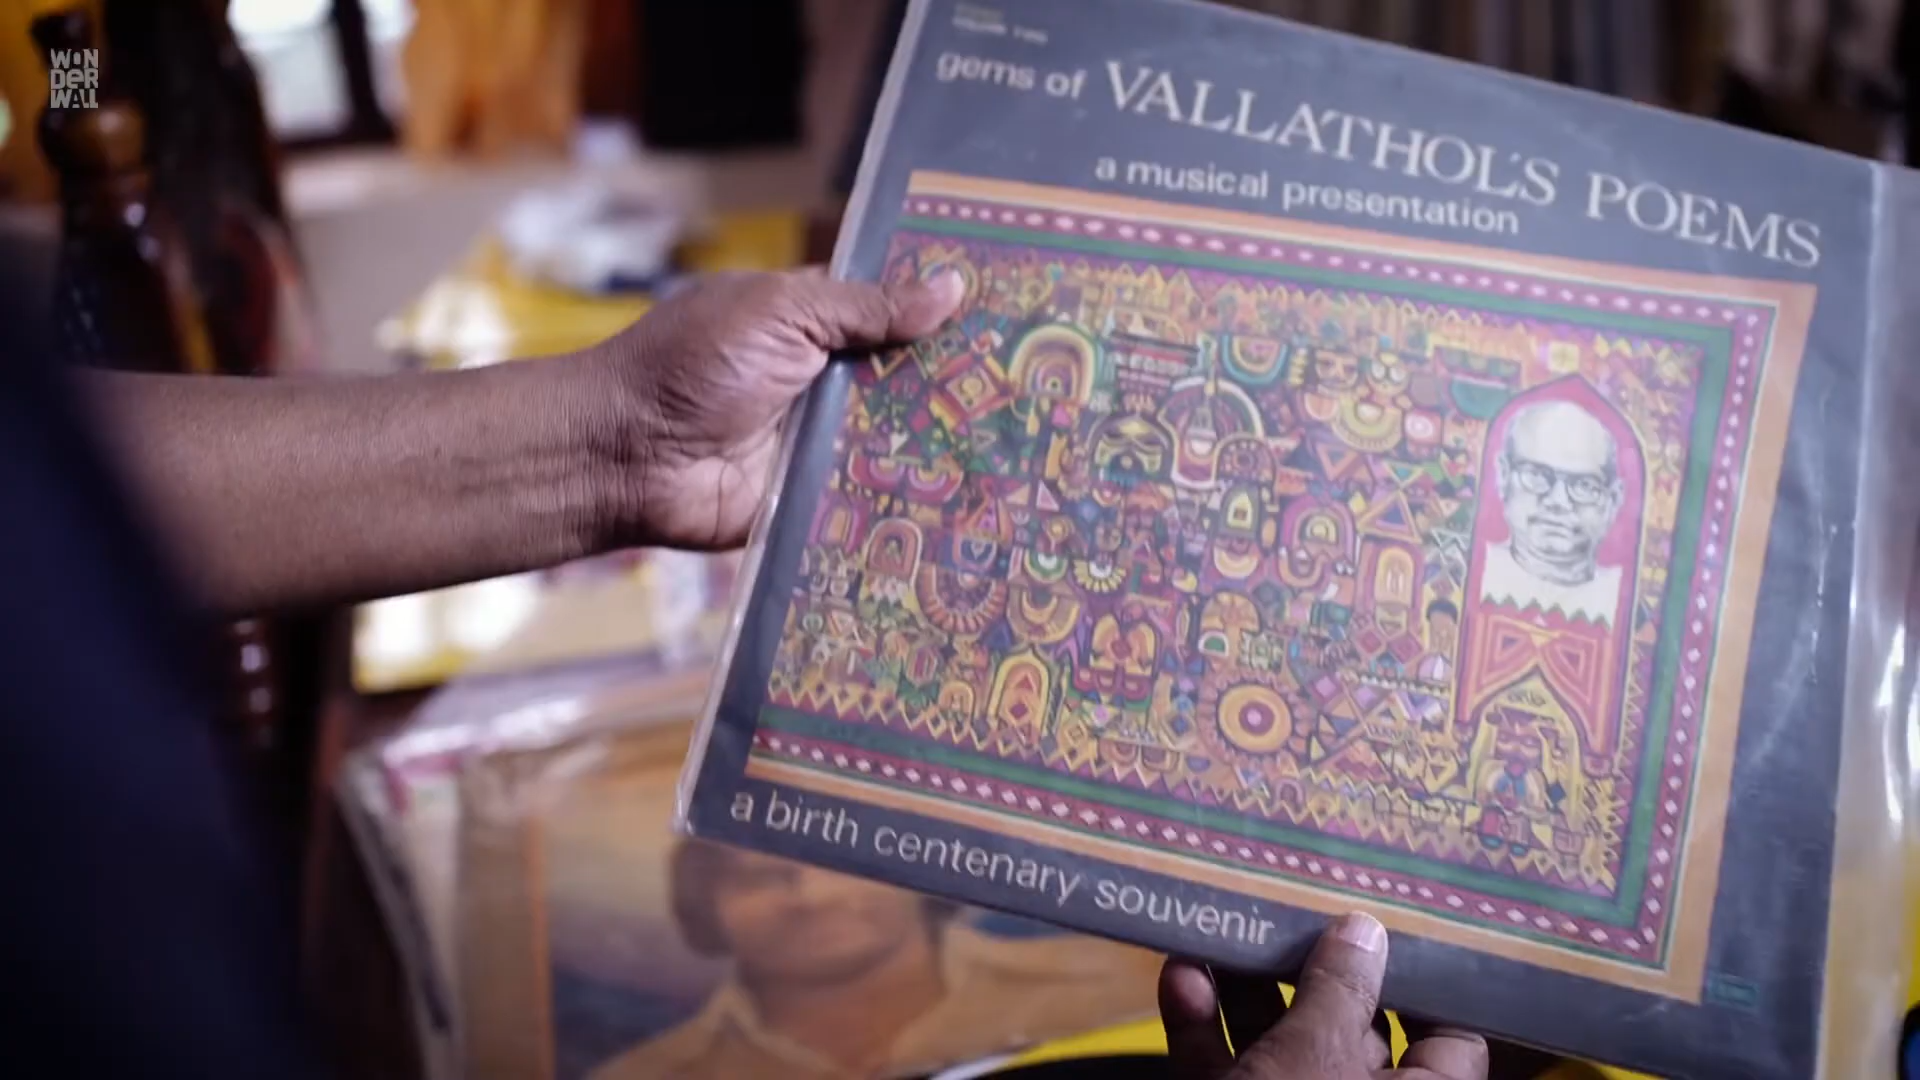 WON
DER
WALL
gems of VALLATHOL'S POEMS
a musical presentation
a birth centenary souvenir